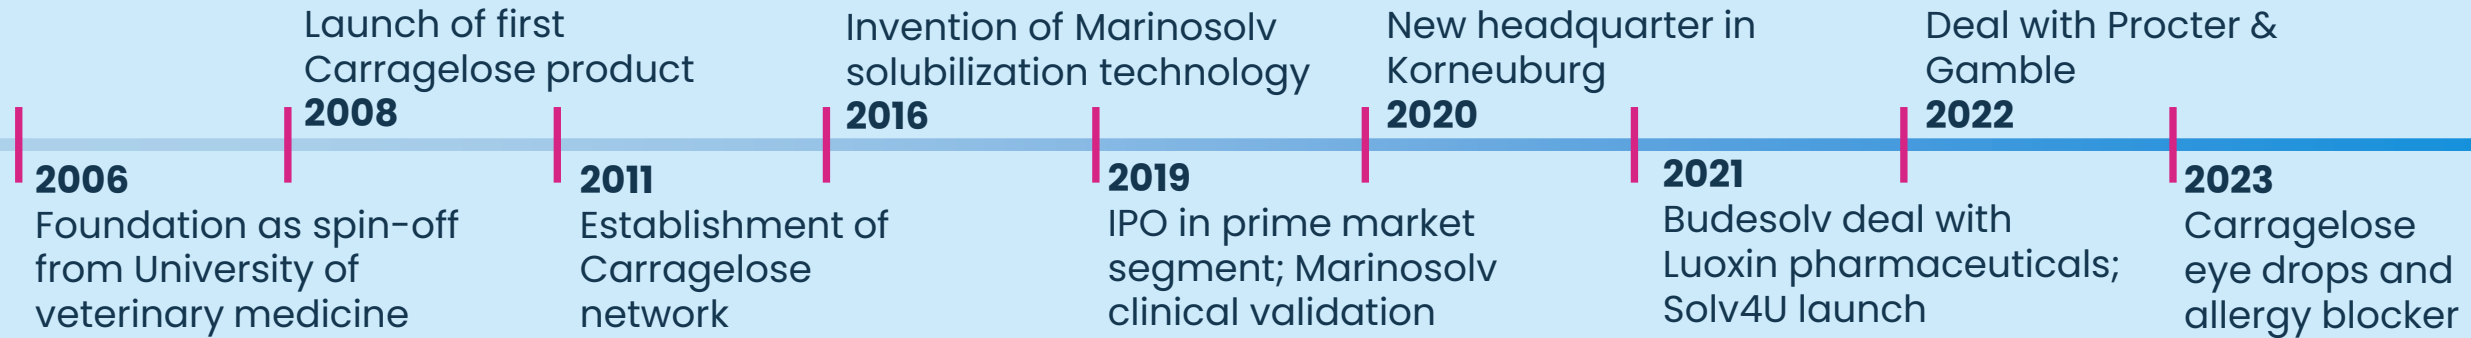 Launch of first
Carragelose product
2008
Invention of Marinosolv
solubilization technology
2016
New headquarter in
Korneuburg
2020
Deal with Procter &
Gamble
2022
2006
Foundation as spin-off
from University of
veterinary medicine
2011
Establishment of
Carragelose
network
2019
IPO in prime market
segment; Marinosolv
clinical validation
2021
Budesolv deal with
Luoxin pharmaceuticals;
Solv4U launch
2023
Carragelose
eye drops and
allergy blocker